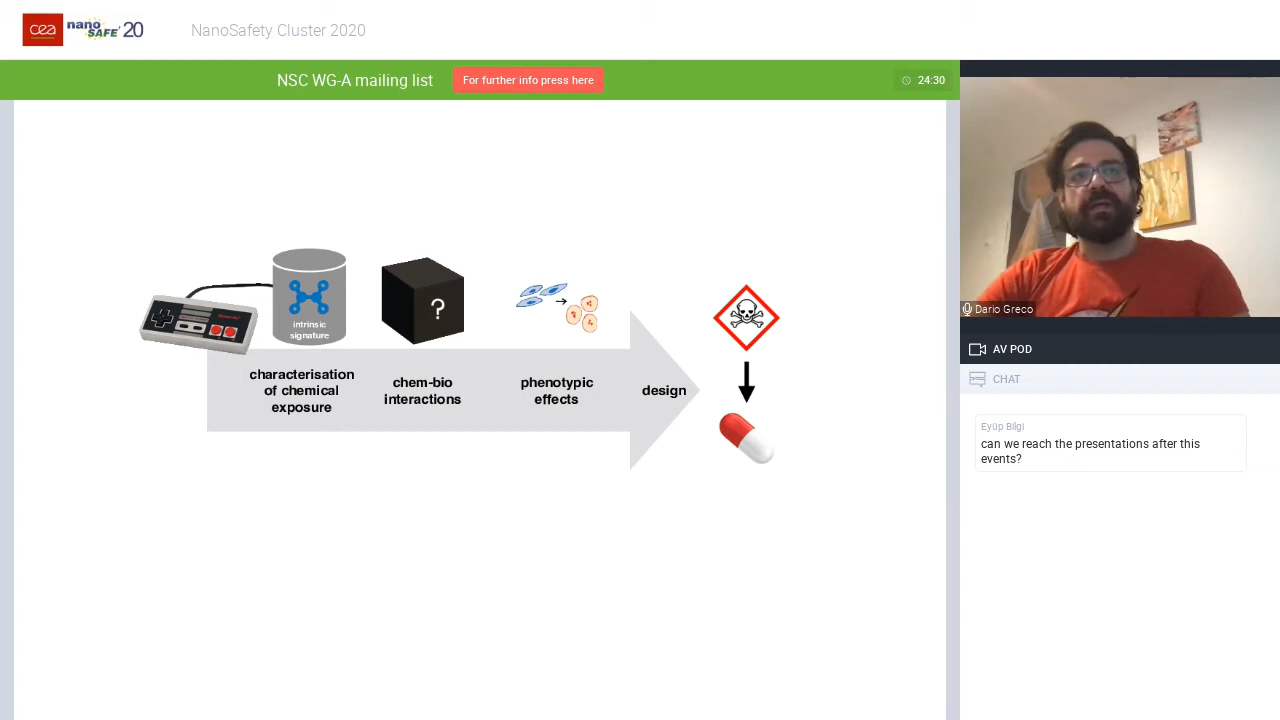 cea nano SAFE' 20
NanoSafety Cluster 2020
NSC WG-A mailing list
For further info press here
24:30
intrinsic
signature
?
characterisation
of chemical
exposure
chem-bio
interactions
phenotypic
effects
design
Dario Greco
AV POD
CHAT
Eyüp Bilgi
can we reach the presentations after this
events?